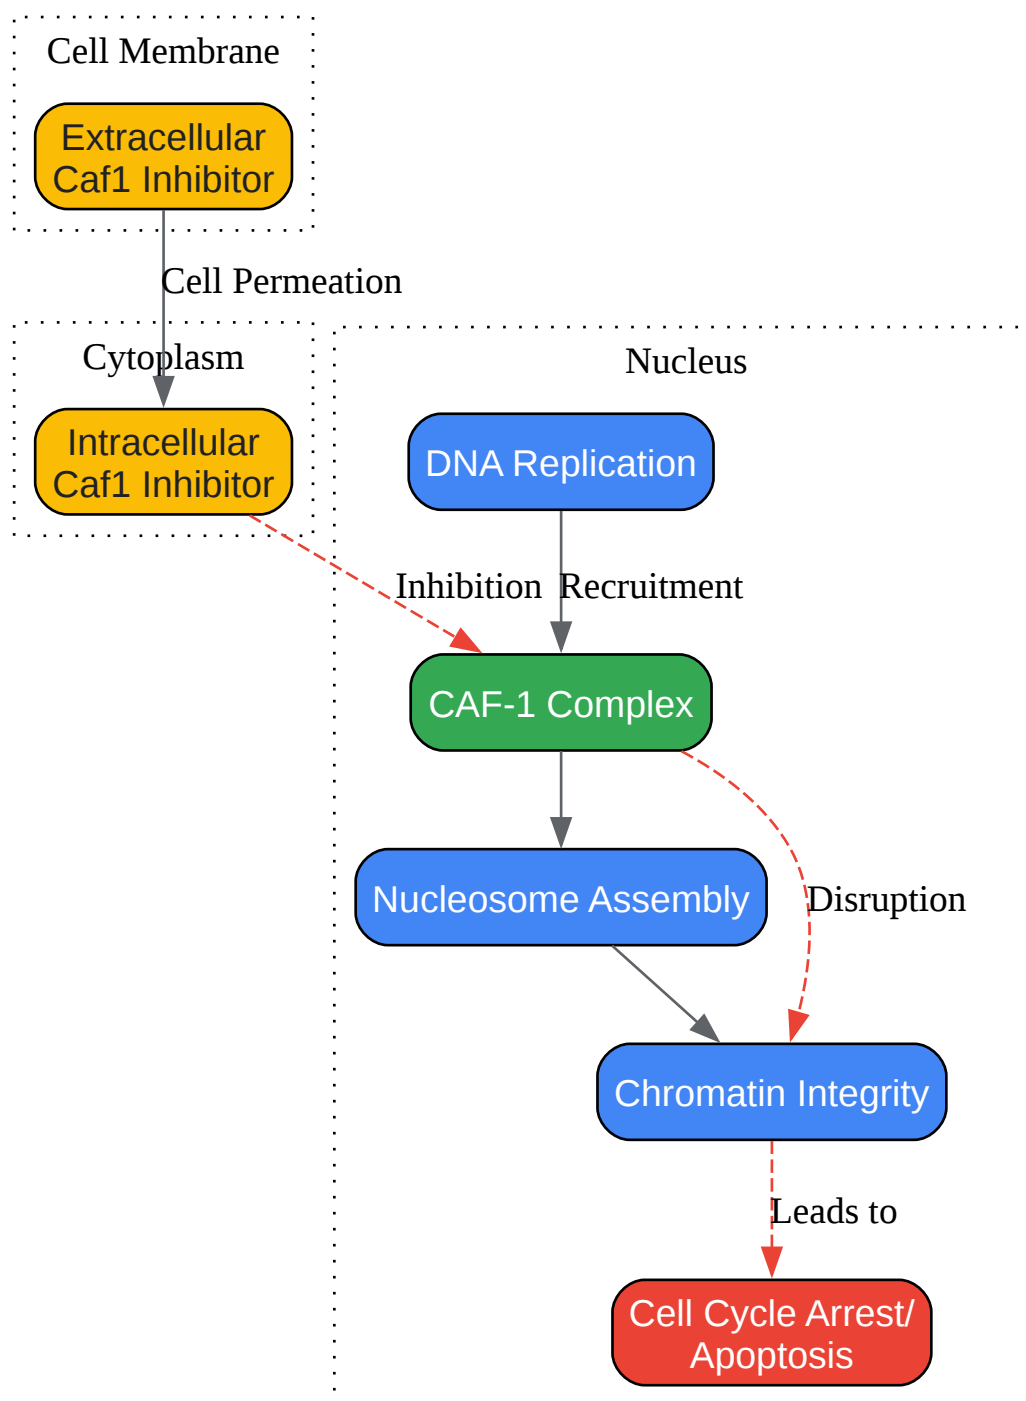 Cell Membrane
Extracellular
Caf1 Inhibitor
Cell Permeation
Cytoplasm
Intracellular
Caf1 Inhibitor
Nucleus
DNA Replication
Inhibition
Recruitment
CAF-1 Complex
Nucleosome Assembly
Disruption
Chromatin Integrity
Leads to
Cell Cycle Arrest/
Apoptosis